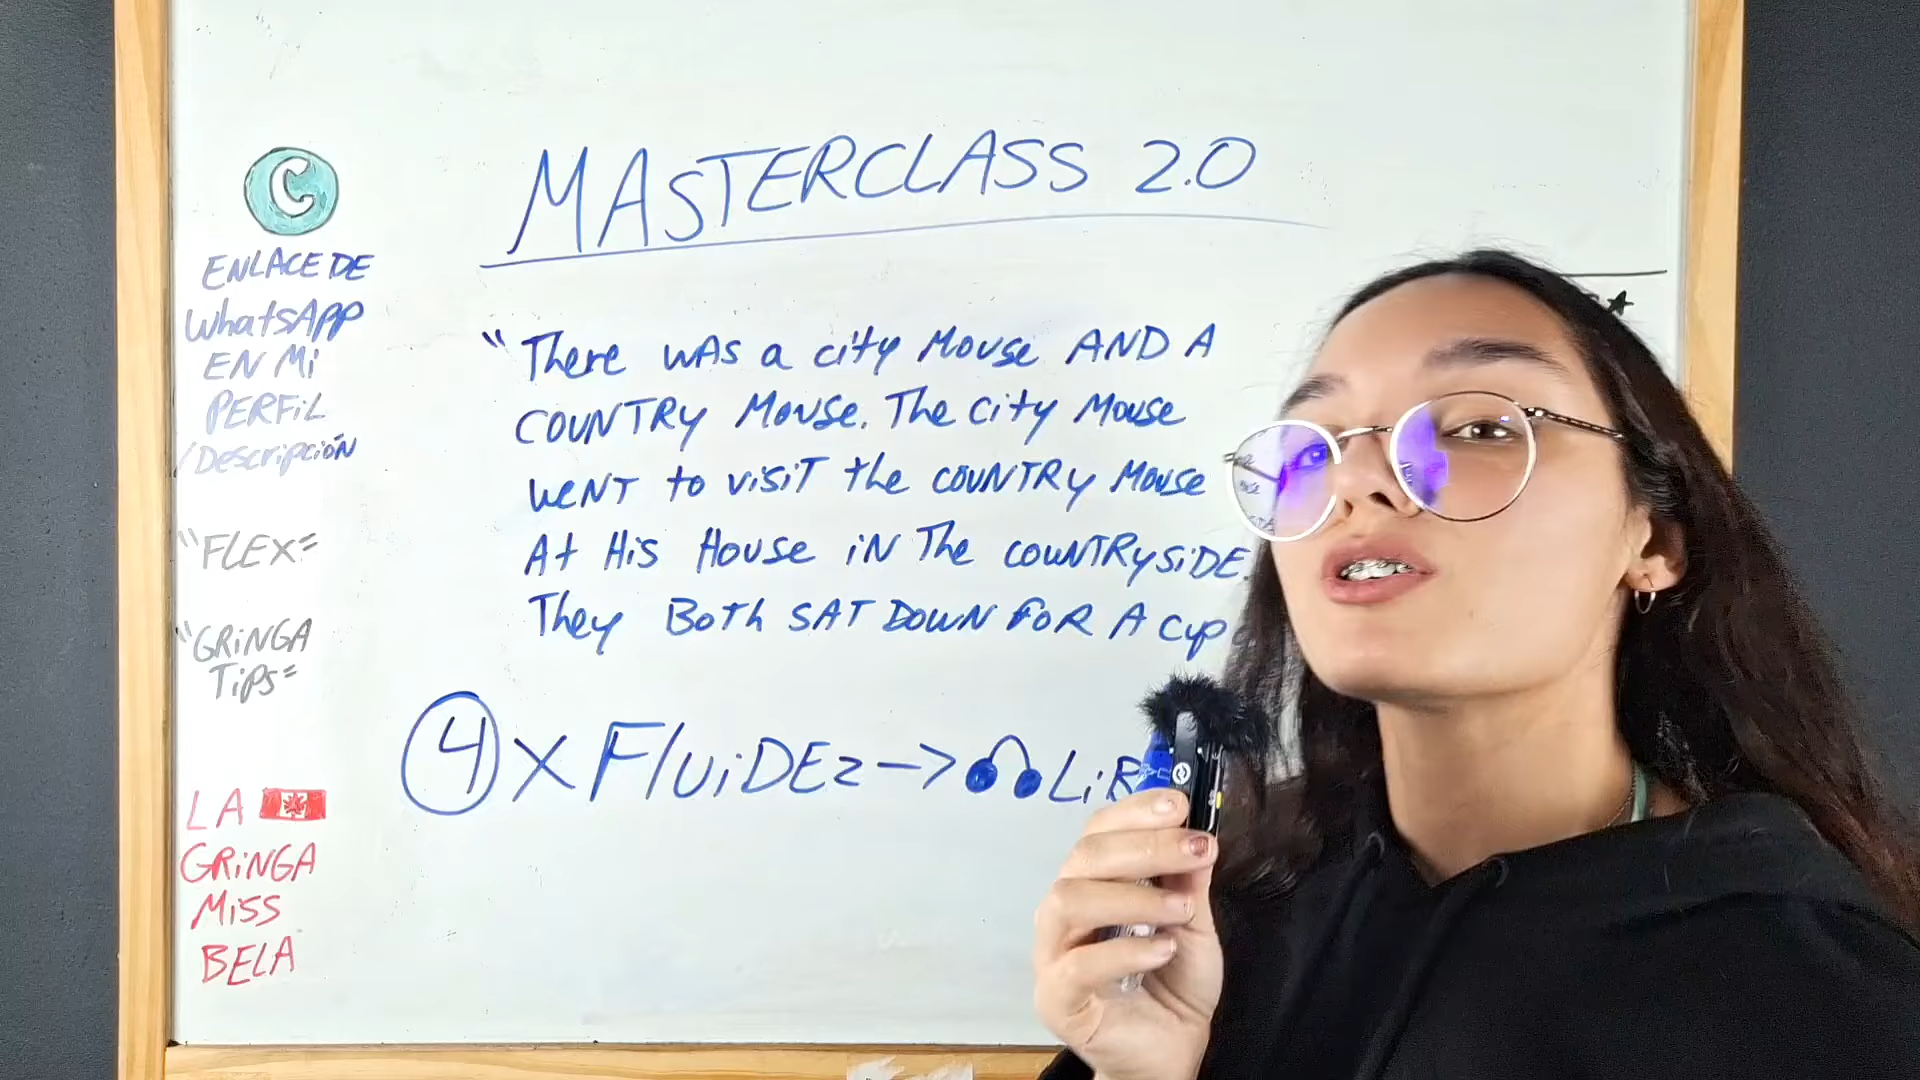 C
ENLACE DE
WhatsAPP
EN Mi
PERFiL
/Descripción
"FLEX"
"GRiNGA
TiPS"
LA
GRiNGA
MiSS
BELA
MASTERCLASS 2.0
"There wAs a city Mouse AND A
COUNTRY Mouse. The City Mouse
WENT to visiT the COUNTRY Mouse
At His House iN The COUNTRYSiDE.
They BOTh SAT DOWN FOR A Cup
4 X FluiDEz -> LiB